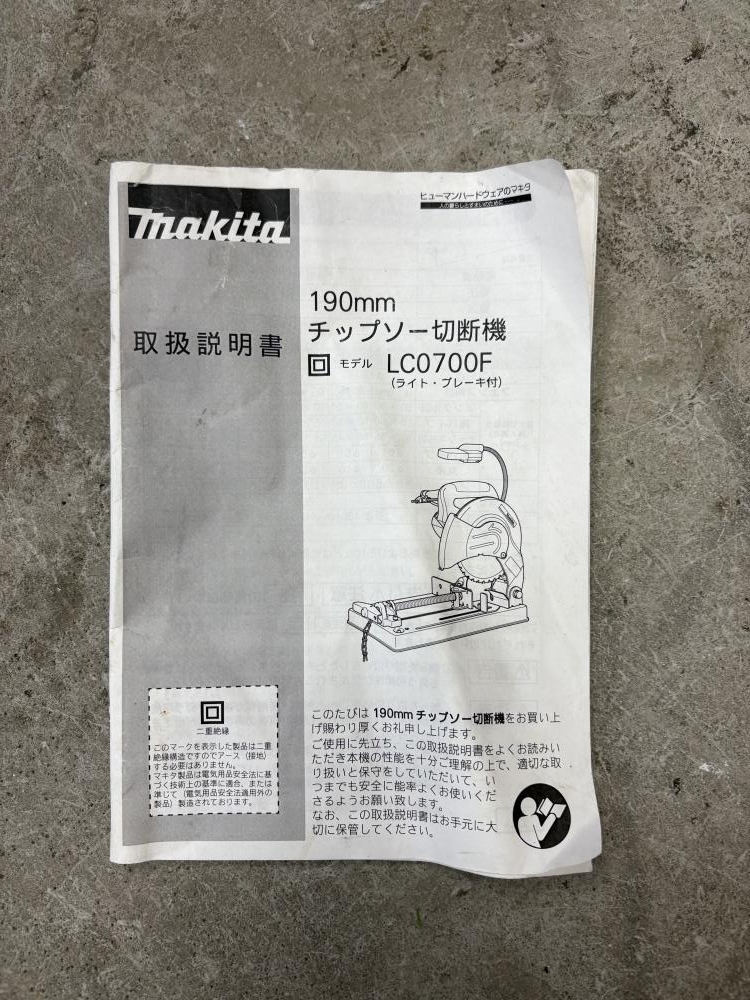 makita
ヒューマンハードウェアのマキタ
人の暮らしと住まいのために
取扱説明書
190mm
チップソー切断機
モデル LC0700F
(ライト・ブレーキ付)
二重絶縁
このマークを表示した製品は二重
絶縁構造ですのでアース(接地)
する必要はありません。
マキタ製品は電気用品安全法に基
づく技術上の基準に適合、または
準じて(電気用品安全法適用外の
製品)製造されております。
このたびは 190mm チップソー切断機をお買い上
げ賜わり厚くお礼申し上げます。
ご使用に先立ち、この取扱説明書をよくお読みい
ただき本機の性能を十分ご理解の上で、適切な取
り扱いと保守をしていただいて、い
つまでも安全に能率よくお使いくだ
さるようお願い致します。
なお、この取扱説明書はお手元に大
切に保管してください。